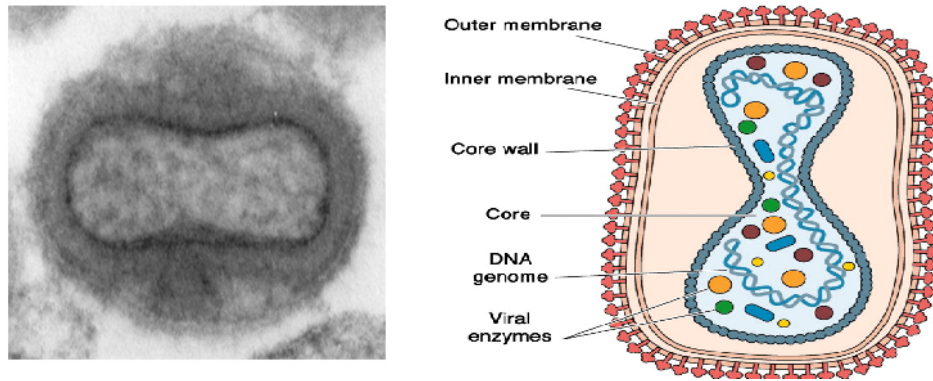 Outer membrane
Inner membrane
Core wall
Core
DNA
genome
Viral
enzymes